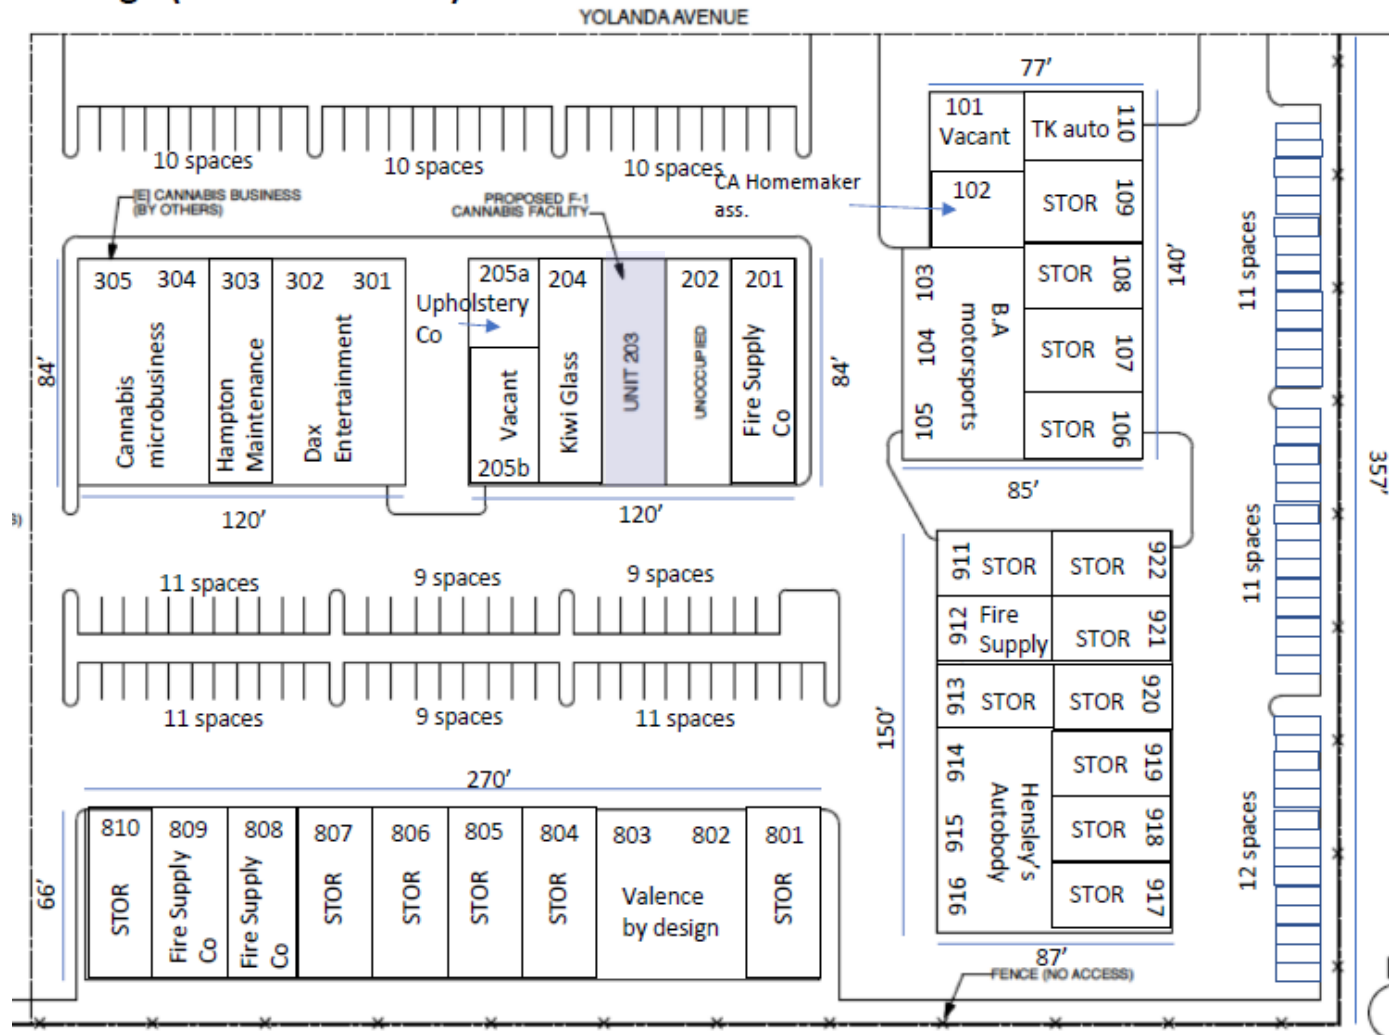 YOLANDA AVENUE
10 spaces
10 spaces
10 spaces
[E] CANNABIS BUSINESS
(BY OTHERS)
PROPOSED F-1
CANNABIS FACILITY
CA Homemaker
ass.
77'
101
Vacant
102
TK auto
110
STOR
109
STOR
108
STOR
107
STOR
106
103
104
105
B.A
motorsports
140'
85'
11 spaces
357'
84'
305
304
Cannabis
microbusiness
303
Hampton
Maintenance
302
301
Dax
Entertainment
120'
205a
Upholstery
Co
Vacant
205b
204
Kiwi Glass
UNIT 203
202
UNOCCUPIED
201
Fire Supply
Co
84'
120'
11 spaces
9 spaces
9 spaces
11 spaces
9 spaces
11 spaces
911
STOR
STOR
922
912
Fire
Supply
STOR
921
913
STOR
STOR
920
914
915
916
Hensley's
Autobody
STOR
919
STOR
918
STOR
917
150'
87'
11 spaces
12 spaces
270'
66'
810
STOR
809
Fire Supply
Co
808
Fire Supply
Co
807
STOR
806
STOR
805
STOR
804
STOR
803
802
Valence
by design
801
STOR
FENCE (NO ACCESS)